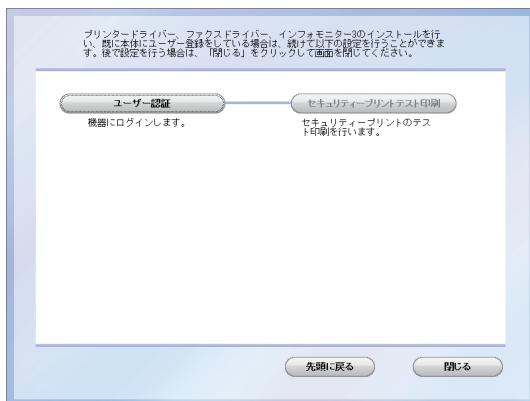 プリンタードライバー、ファクスドライバー、インフォモニター3のインストールを行
い、既に本体にユーザー登録をしている場合は、続けて以下の設定を行うことができま
す。後で設定を行う場合は、「閉じる」をクリックして画面を閉じてください。
ユーザー認証
セキュリティープリントテスト印刷
機器にログインします。
セキュリティープリントのテス
ト印刷を行います。
先頭に戻る
閉じる